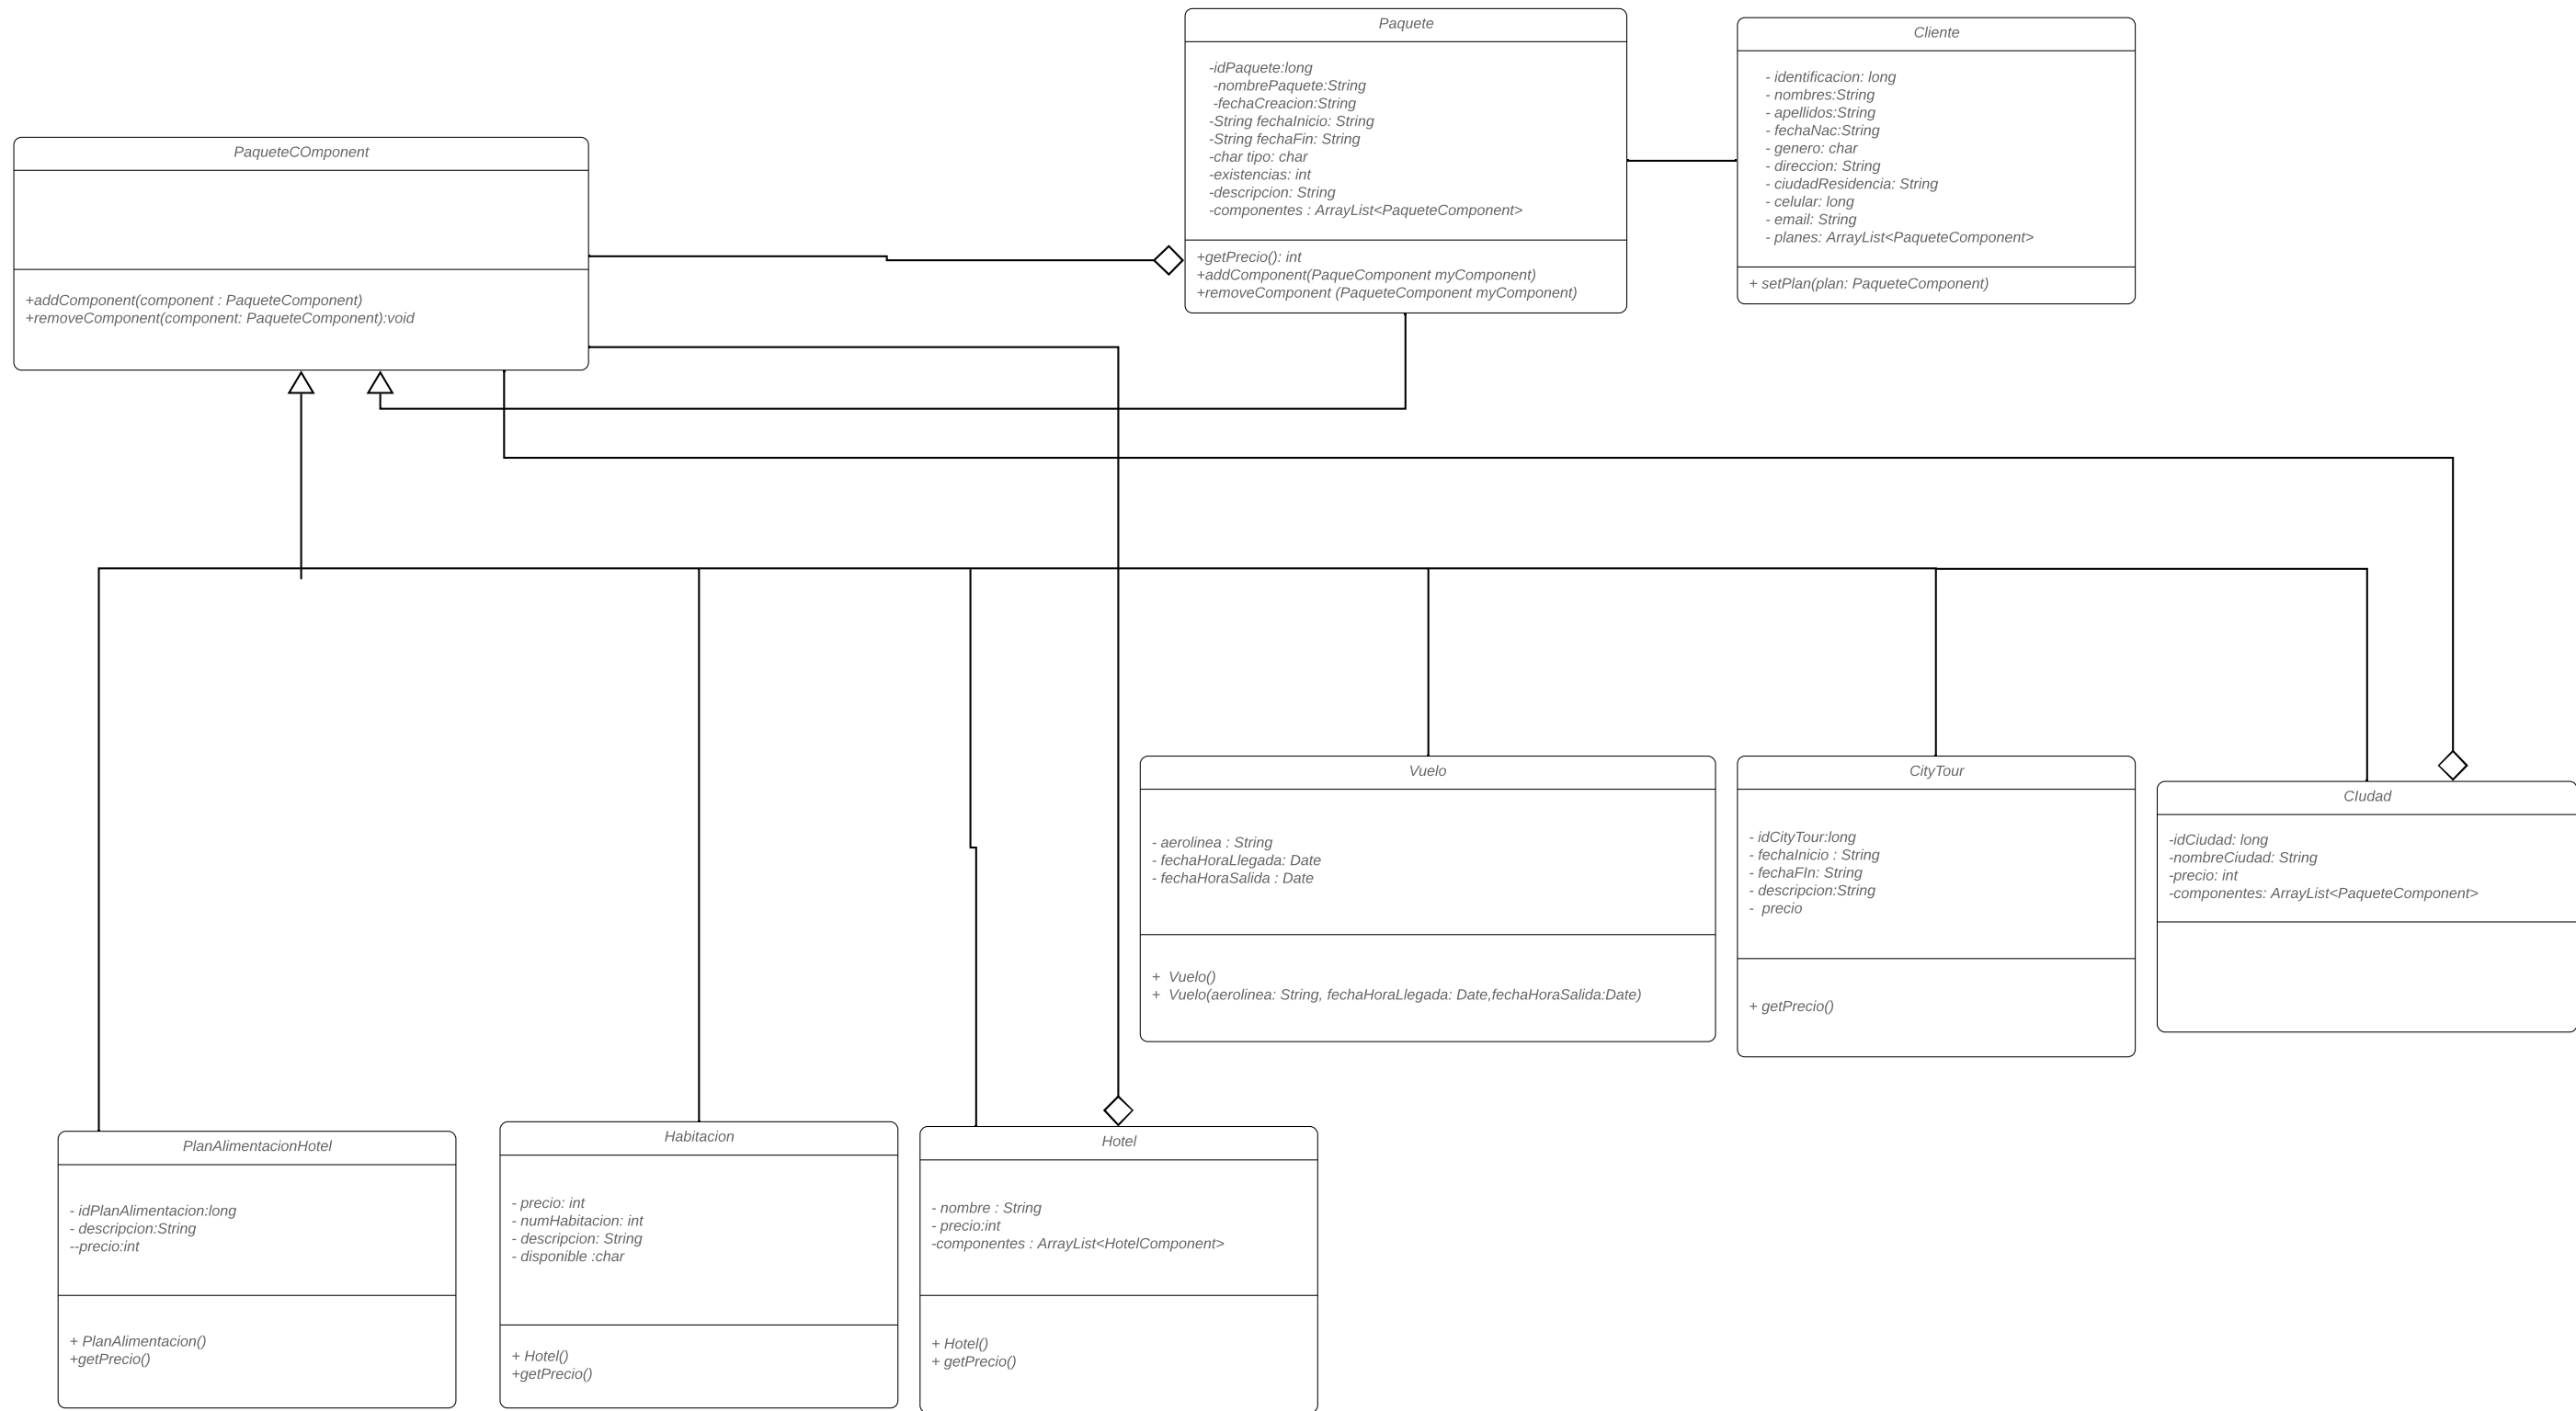 Paquete
-idPaquete:long
-nombrePaquete:String
-fechaCreacion:String
-String fechaInicio: String
-String fechaFin: String
-char tipo: char
-existencias: int
-descripcion: String
-componentes : ArrayList<PaqueteComponent>
+getPrecio(): int
+addComponent(PaqueComponent myComponent)
+removeComponent (PaqueteComponent myComponent)
Cliente
- identificacion: long
- nombres:String
- apellidos:String
- fechaNac:String
- genero: char
- direccion: String
- ciudadResidencia: String
- celular: long
- email: String
- planes: ArrayList<PaqueteComponent>
+ setPlan(plan: PaqueteComponent)
PaqueteCOmponent
+addComponent(component : PaqueteComponent)
+removeComponent(component: PaqueteComponent):void
Vuelo
- aerolinea : String
- fechaHoraLlegada: Date
- fechaHoraSalida : Date
+ Vuelo()
+ Vuelo(aerolinea: String, fechaHoraLlegada: Date,fechaHoraSalida:Date)
CityTour
- idCityTour:long
- fechaInicio : String
- fechaFIn: String
- descripcion:String
- precio
+ getPrecio()
CIudad
-idCiudad: long
-nombreCiudad: String
-precio: int
-componentes: ArrayList<PaqueteComponent>
PlanAlimentacionHotel
- idPlanAlimentacion:long
- descripcion:String
--precio:int
+ PlanAlimentacion()
+getPrecio()
Habitacion
- precio: int
- numHabitacion: int
- descripcion: String
- disponible :char
+ Hotel()
+getPrecio()
Hotel
- nombre : String
- precio:int
-componentes : ArrayList<HotelComponent>
+ Hotel()
+ getPrecio()